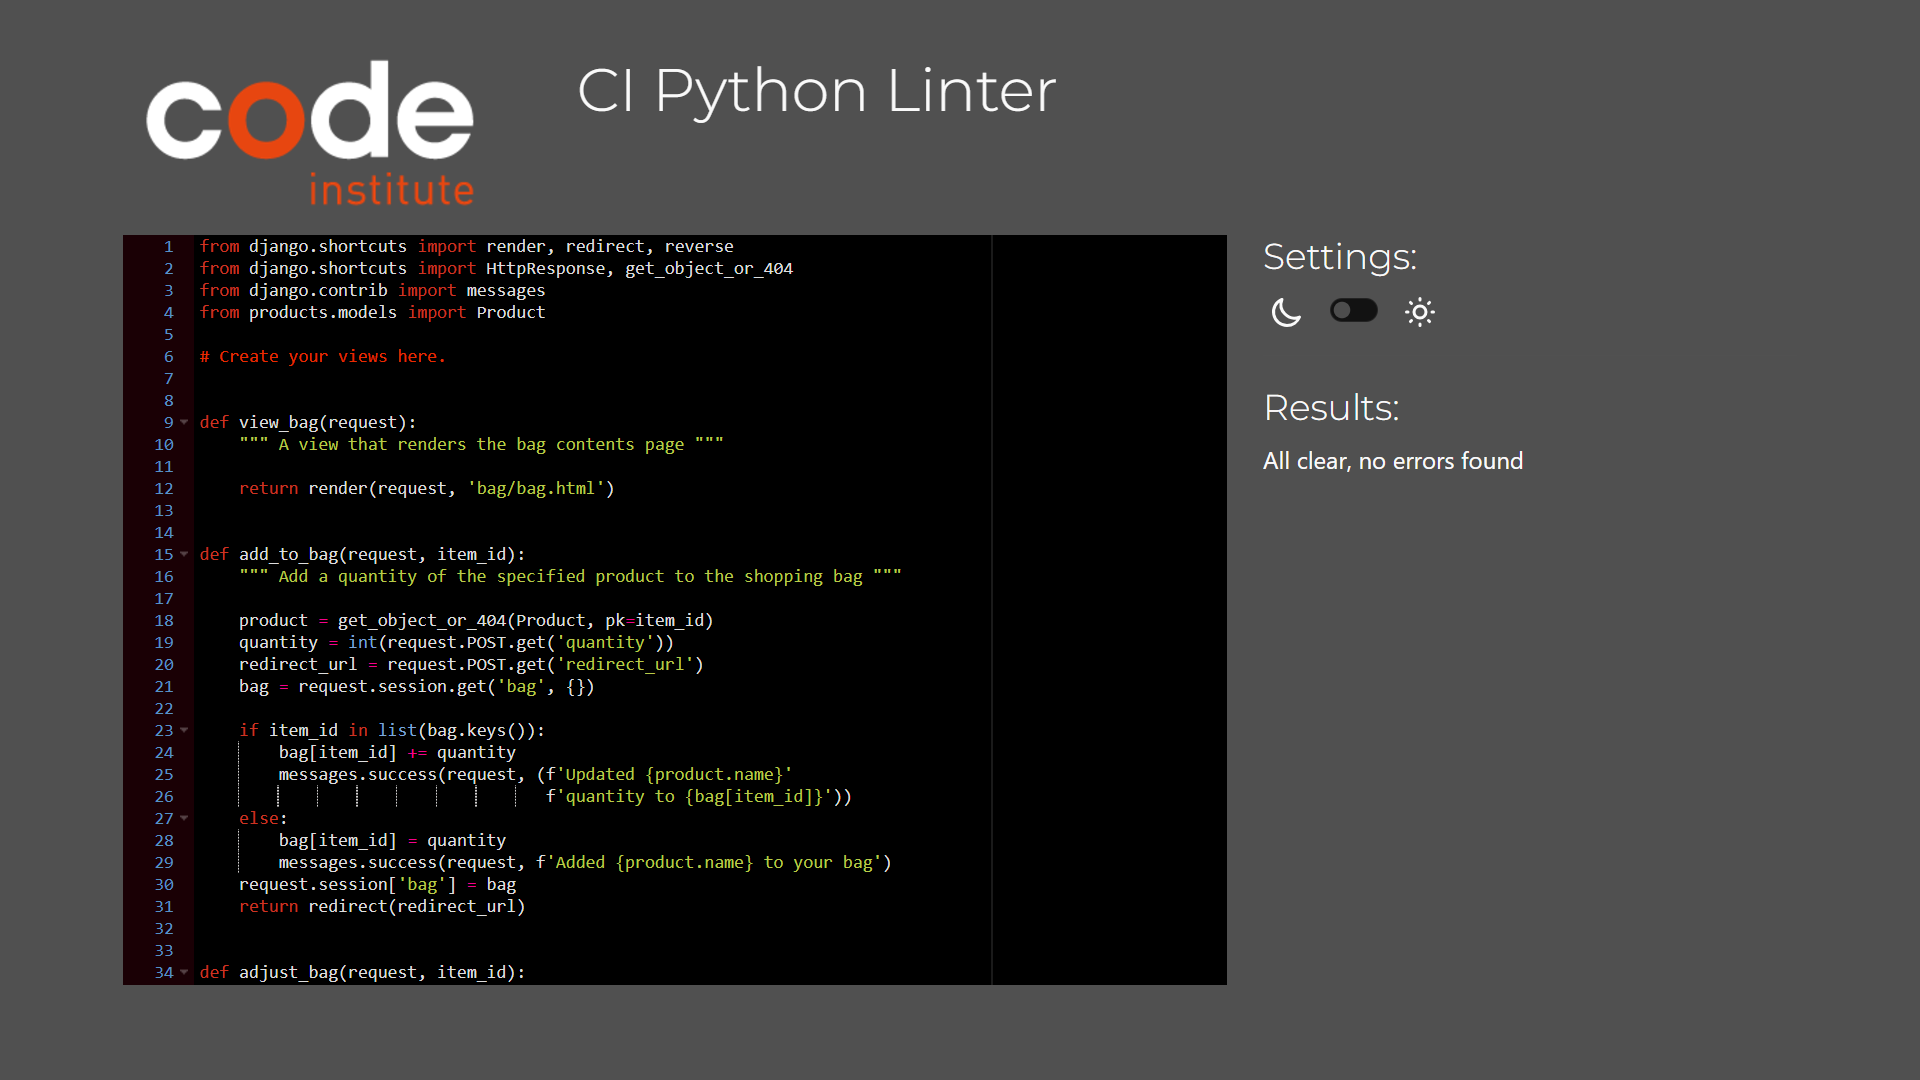 code
institute
CI Python Linter
1 from django.shortcuts import render, redirect, reverse
2 from django.shortcuts import HttpResponse, get_object_or_404
3 from django.contrib import messages
4 from products.models import Product
5
6 # Create your views here.
7
8
9 def view_bag(request):
10     """ A view that renders the bag contents page """
11
12     return render(request, 'bag/bag.html')
13
14
15 def add_to_bag(request, item_id):
16     """ Add a quantity of the specified product to the shopping bag """
17
18     product = get_object_or_404(Product, pk=item_id)
19     quantity = int(request.POST.get('quantity'))
20     redirect_url = request.POST.get('redirect_url')
21     bag = request.session.get('bag', {})
22
23     if item_id in list(bag.keys()):
24         bag[item_id] += quantity
25         messages.success(request, (f'Updated {product.name}'
26                                    f'quantity to {bag[item_id]}'))
27     else:
28         bag[item_id] = quantity
29         messages.success(request, f'Added {product.name} to your bag')
30     request.session['bag'] = bag
31     return redirect(redirect_url)
32
33
34 def adjust_bag(request, item_id):
Settings:
Results:
All clear, no errors found